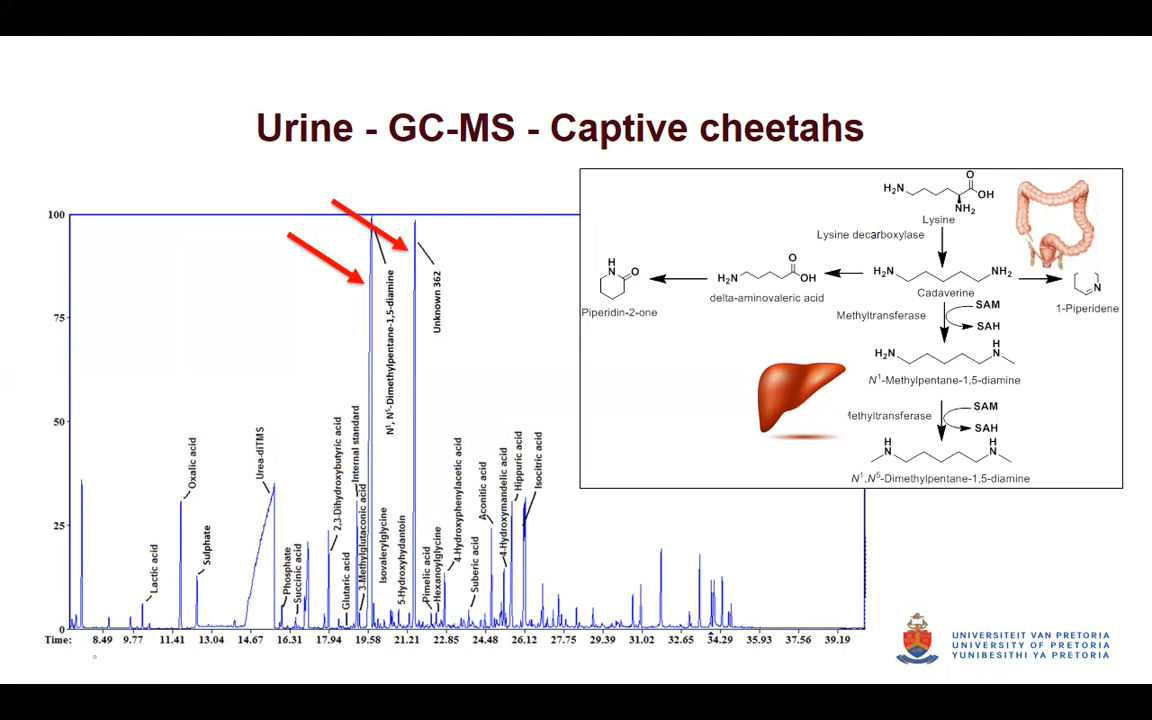 Urine - GC-MS - Captive cheetahs
100
75
50
25
0
Time:
8.49
9.77
11.41
13.04
14.67
16.31
17.94
19.58
21.21
22.85
24.48
26.12
27.75
29.39
31.02
32.65
34.29
35.93
37.56
39.19
Lactic acid
Oxalic acid
Sulphate
Urea-diTMS
Phosphate
Succinic acid
2,3-Dihydroxybutyric acid
Glutaric acid
Internal standard
3-Methylglutaconic acid
Isovalerylglycine
N¹, N⁵-Dimethylpentane-1,5-diamine
5-Hydroxyhydantoin
Unknown 362
Pimelic acid
Hexanoylglycine
4-Hydroxyphenylacetic acid
Suberic acid
Aconitic acid
4-Hydroxymandelic acid
Hippuric acid
Isocitric acid
H₂N
O
OH
NH₂
Lysine
Lysine decarboxylase
H
N
O
Piperidin-2-one
H₂N
O
OH
delta-aminovaleric acid
H₂N
NH₂
Cadaverine
N
1-Piperidene
Methyltransferase
SAM
SAH
H₂N
H
N
N¹-Methylpentane-1,5-diamine
Methyltransferase
SAM
SAH
H
N
H
N
N¹,N⁵-Dimethylpentane-1,5-diamine
UNIVERSITEIT VAN PRETORIA
UNIVERSITY OF PRETORIA
YUNIBESITHI YA PRETORIA